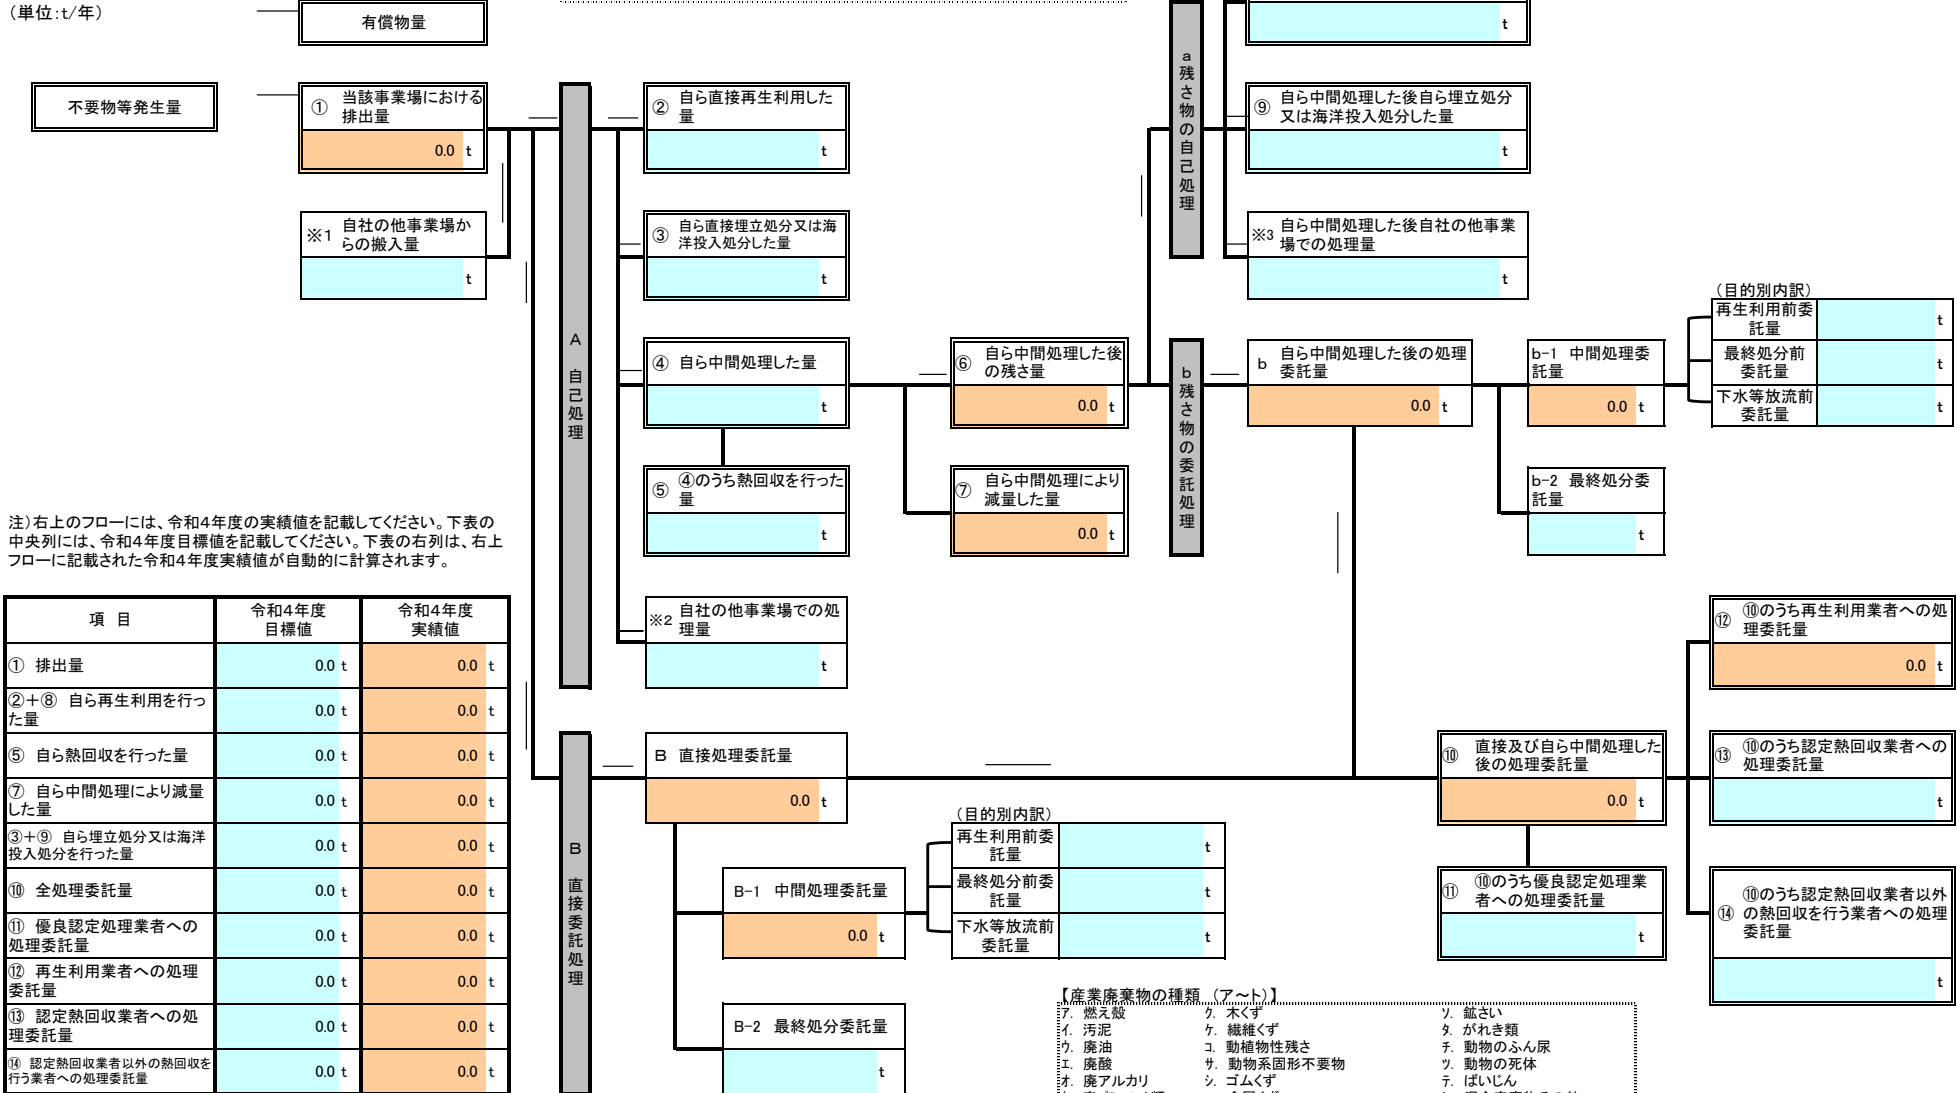 （単位：t/年）
有償物量
t
不要物等発生量
① 当該事業場における
排出量
0.0 t
※1 自社の他事業場か
らの搬入量
t
A 自己処理
② 自ら直接再生利用した
量
t
③ 自ら直接埋立処分又は海
洋投入処分した量
t
④ 自ら中間処理した量
t
⑤ ④のうち熱回収を行った
量
t
※2 自社の他事業場での処
理量
t
⑥ 自ら中間処理した後
の残さ量
0.0 t
⑦ 自ら中間処理により
減量した量
0.0 t
a 残さ物の自己処理
⑨ 自ら中間処理した後自ら埋立処分
又は海洋投入処分した量
t
※3 自ら中間処理した後自社の他事業
場での処理量
t
b 残さ物の委託処理
b 自ら中間処理した後の処理
委託量
0.0 t
b-1 中間処理委
託量
0.0 t
b-2 最終処分委
託量
t
（目的別内訳）
再生利用前委
託量
t
最終処分前
委託量
t
下水等放流前
委託量
t
注）右上のフローには、令和4年度の実績値を記載してください。下表の
中央列には、令和4年度目標値を記載してください。下表の右列は、右上
フローに記載された令和4年度実績値が自動的に計算されます。
項 目 令和4年度
目標値 令和4年度
実績値
① 排出量 0.0 t 0.0 t
②＋⑧ 自ら再生利用を行っ
た量 0.0 t 0.0 t
⑤ 自ら熱回収を行った量 0.0 t 0.0 t
⑦ 自ら中間処理により減量
した量 0.0 t 0.0 t
③＋⑨ 自ら埋立処分又は海洋
投入処分を行った量 0.0 t 0.0 t
⑩ 全処理委託量 0.0 t 0.0 t
⑪ 優良認定処理業者への
処理委託量 0.0 t 0.0 t
⑫ 再生利用業者への処理
委託量 0.0 t 0.0 t
⑬ 認定熱回収業者への処
理委託量 0.0 t 0.0 t
⑭ 認定熱回収業者以外の熱回収を
行う業者への処理委託量 0.0 t 0.0 t
B 直接委託処理
B 直接処理委託量
0.0 t
B-1 中間処理委託量
0.0 t
B-2 最終処分委託量
t
（目的別内訳）
再生利用前委
託量
t
最終処分前委
託量
t
下水等放流前
委託量
t
⑩ 直接及び自ら中間処理した
後の処理委託量
0.0 t
⑪ ⑩のうち優良認定処理業
者への処理委託量
t
⑫ ⑩のうち再生利用業者への処
理委託量
0.0 t
⑬ ⑩のうち認定熱回収業者への
処理委託量
t
⑭ ⑩のうち認定熱回収業者以外
の熱回収を行う業者への処理
委託量
t
【産業廃棄物の種類 （ア～ト）】
ア. 燃え殻 ク. 木くず ソ. 鉱さい
イ. 汚泥 ケ. 繊維くず タ. がれき類
ウ. 廃油 コ. 動植物性残さ チ. 動物のふん尿
エ. 廃酸 サ. 動物系固形不要物 ツ. 動物の死体
オ. 廃アルカリ シ. ゴムくず テ. ばいじん